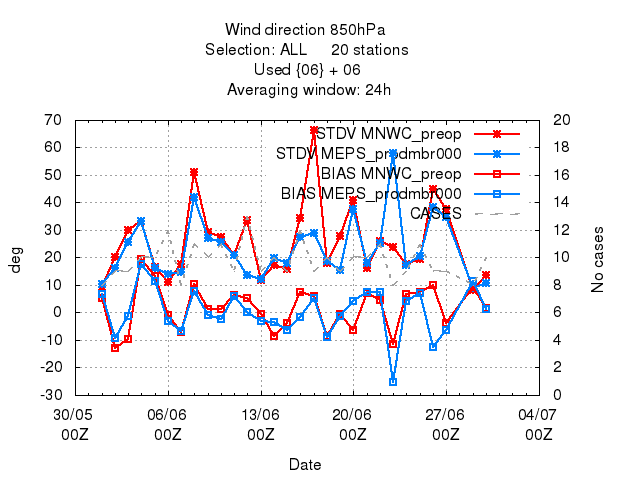 Wind direction 850hPa
Selection: ALL 20 stations
Used {06} + 06
Averaging window: 24h
70 20
STDV MNWC_preop
60 18
STDV MEPS_prodmbr000
50 16
BIAS MNWC_preop
BIAS MEPS_prodmbr000
40 14
CASES
30 12
20 10
10 8
0 6
-10 4
-20 2
-30 0
deg
No cases
30/05 06/06 13/06 20/06 27/06 04/07
00Z 00Z 00Z 00Z 00Z 00Z
Date